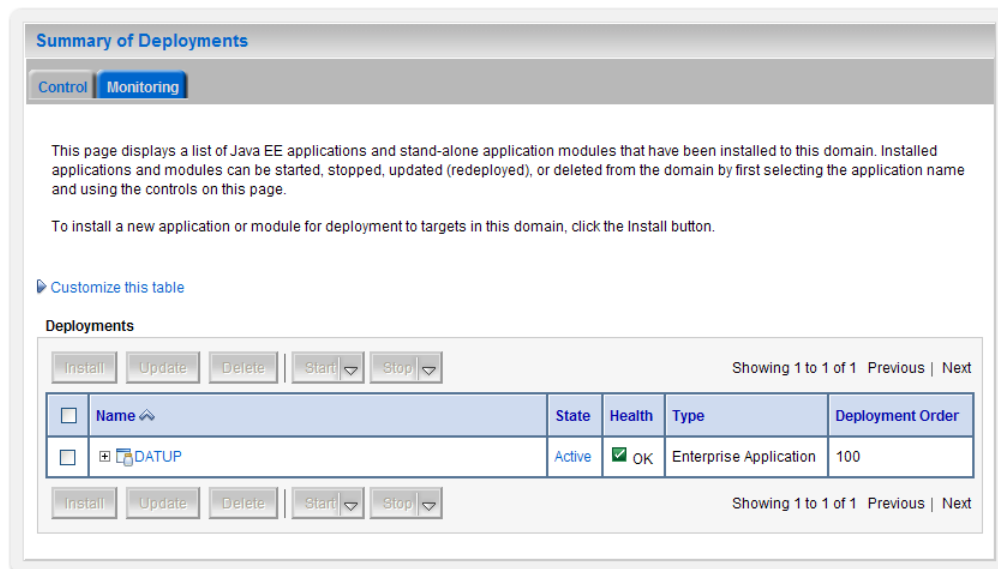 Summary of Deployments
Control Monitoring
This page displays a list of Java EE applications and stand-alone application modules that have been installed to this domain. Installed
applications and modules can be started, stopped, updated (redeployed), or deleted from the domain by first selecting the application name
and using the controls on this page.
To install a new application or module for deployment to targets in this domain, click the Install button.
Customize this table
Deployments
Install Update Delete Start Stop Showing 1 to 1 of 1 Previous | Next
Name State Health Type Deployment Order
DATUP Active OK Enterprise Application 100
Install Update Delete Start Stop Showing 1 to 1 of 1 Previous | Next